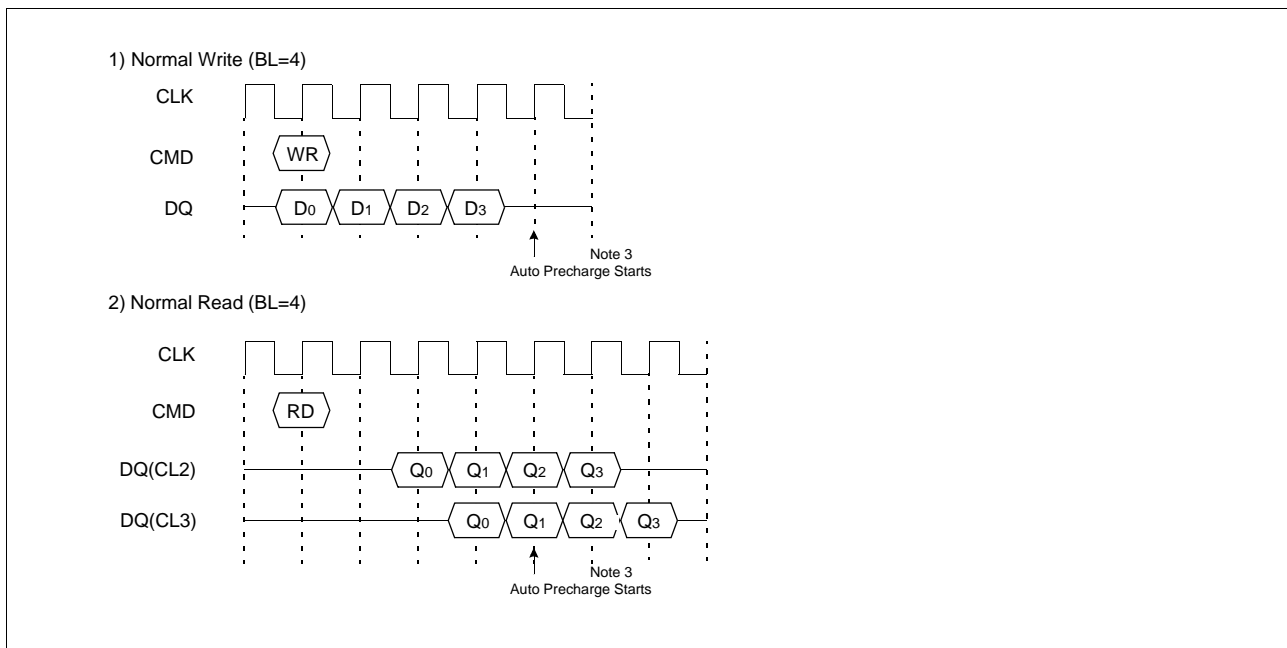 1) Normal Write (BL=4)
CLK
CMD
WR
DQ
D0 D1 D2 D3
Note 3
Auto Precharge Starts
2) Normal Read (BL=4)
CLK
CMD
RD
DQ(CL2)
Q0 Q1 Q2 Q3
DQ(CL3)
Q0 Q1 Q2 Q3
Note 3
Auto Precharge Starts